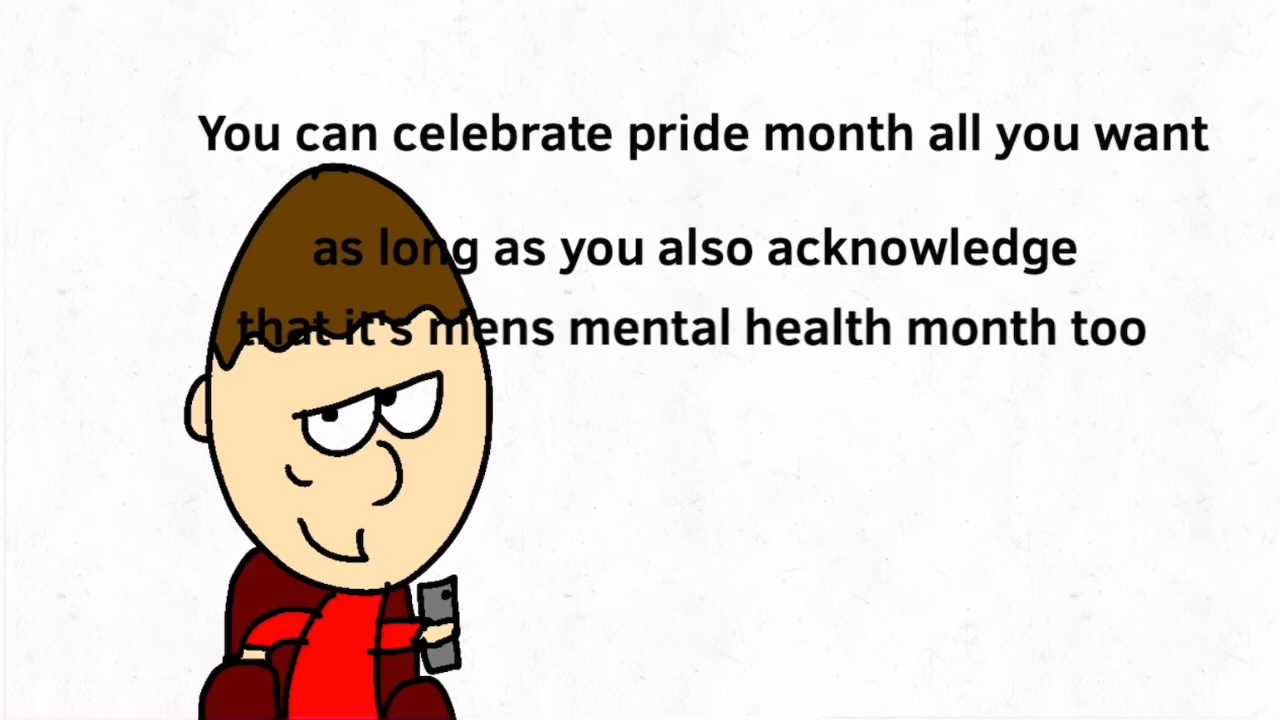 You can celebrate pride month all you want
as long as you also acknowledge
that it's mens mental health month too